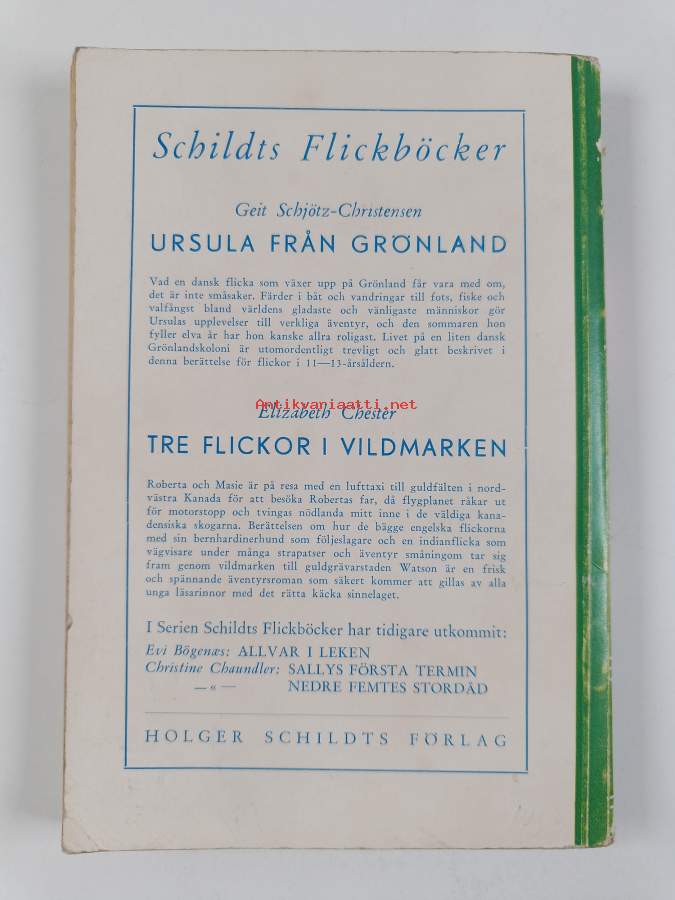 Schildts Flickböcker
Geit Schjötz-Christensen
URSULA FRÅN GRÖNLAND
Vad en dansk flicka som växer upp på Grönland får vara med om,
det är inte småsaker. Färder i båt och vandringar till fots, fiske och
valfångst bland världens gladaste och vänligaste människor gör
Ursulas upplevelser till verkliga äventyr, och den sommaren hon
fyller elva år har hon kanske allra roligast. Livet på en liten dansk
Grönlandskoloni är utomordentligt trevligt och glatt beskrivet i
denna berättelse för flickor i 11—13-årsåldern.
Antikvariaatti.net
Elizabeth Chester
TRE FLICKOR I VILDMARKEN
Roberta och Masie är på resa med en lufttaxi till guldfälten i nord-
västra Kanada för att besöka Robertas far, då flygplanet råkar ut
för motorstopp och tvingas nödlanda mitt inne i de väldiga kana-
densiska skogarna. Berättelsen om hur de bägge engelska flickorna
med sin bernhardinerhund som följeslagare och en indianflicka som
vägvisare under många strapatser och äventyr småningom tar sig
fram genom vildmarken till guldgrävarstaden Watson är en frisk
och spännande äventyrsroman som säkert kommer att gillas av alla
unga läsarinnor med det rätta käcka sinnelaget.
I Serien Schildts Flickböcker har tidigare utkommit:
Evi Bögenæs: ALLVAR I LEKEN
Christine Chaundler: SALLYS FÖRSTA TERMIN
—«— NEDRE FEMTES STORDÅD
HOLGER SCHILDTS FÖRLAG